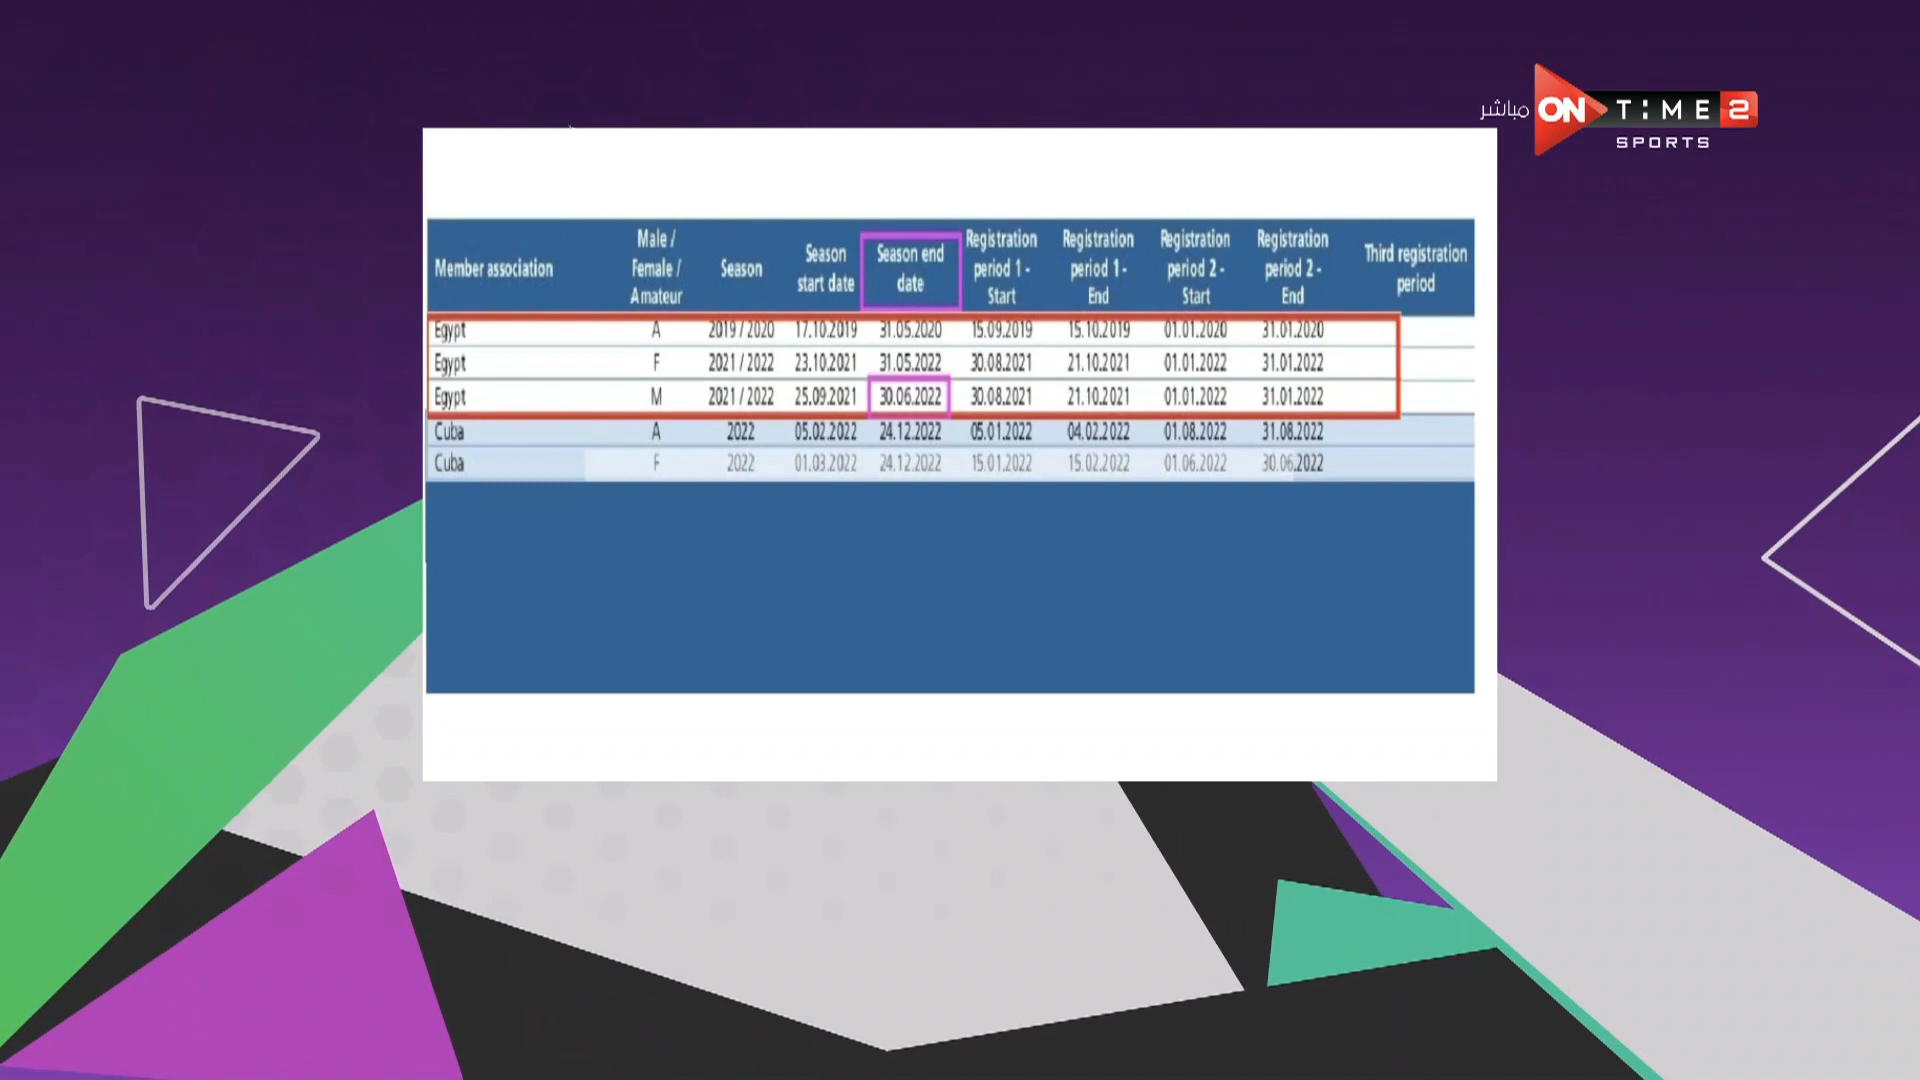 مباشر ON TIME 2
SPORTS
Member association Male / Female / Amateur Season Season start date Season end date Registration period 1 - Start Registration period 1 - End Registration period 2 - Start Registration period 2 - End Third registration period
Egypt A 2019 / 2020 17.10.2019 31.05.2020 15.09.2019 15.10.2019 01.01.2020 31.01.2020
Egypt F 2021 / 2022 23.10.2021 31.05.2022 30.08.2021 21.10.2021 01.01.2022 31.01.2022
Egypt M 2021 / 2022 25.09.2021 30.06.2022 30.08.2021 21.10.2021 01.01.2022 31.01.2022
Cuba A 2022 05.02.2022 24.12.2022 05.01.2022 04.02.2022 01.08.2022 31.08.2022
Cuba F 2022 01.03.2022 24.12.2022 15.01.2022 15.02.2022 01.06.2022 30.06.2022